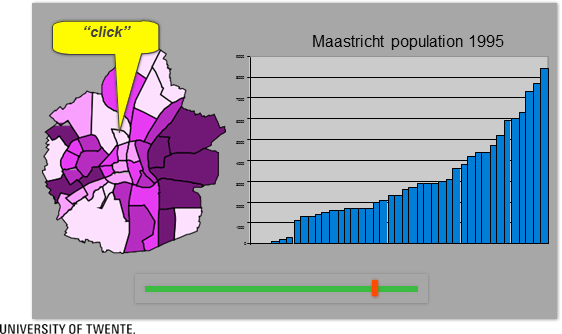 “click”
Maastricht population 1995
UNIVERSITY OF TWENTE.